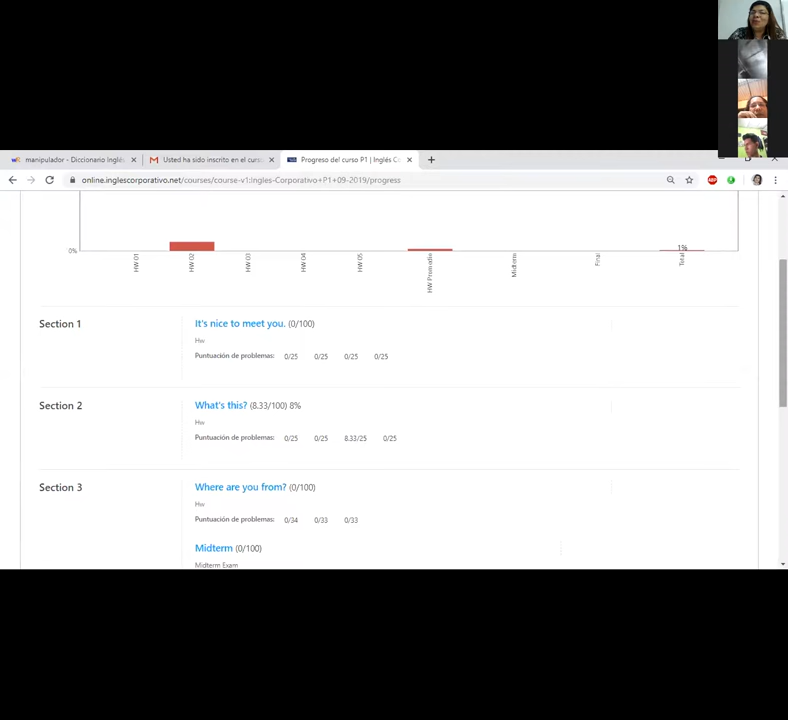 manipulador - Diccionario Inglés
Usted ha sido inscrito en el curso
Progreso del curso P1 | Inglés Co
online.inglescorporativo.net/courses/course-v1:Ingles-Corporativo+P1+09-2019/progress
ABP
0%
1%
HW 01
HW 02
HW 03
HW 04
HW 05
HW Promedio
Midterm
Final
Total
Section 1
It's nice to meet you. (0/100)
Hw
Puntuación de problemas: 0/25 0/25 0/25 0/25
Section 2
What's this? (8.33/100) 8%
Hw
Puntuación de problemas: 0/25 0/25 8.33/25 0/25
Section 3
Where are you from? (0/100)
Hw
Puntuación de problemas: 0/34 0/33 0/33
Midterm (0/100)
Midterm Exam